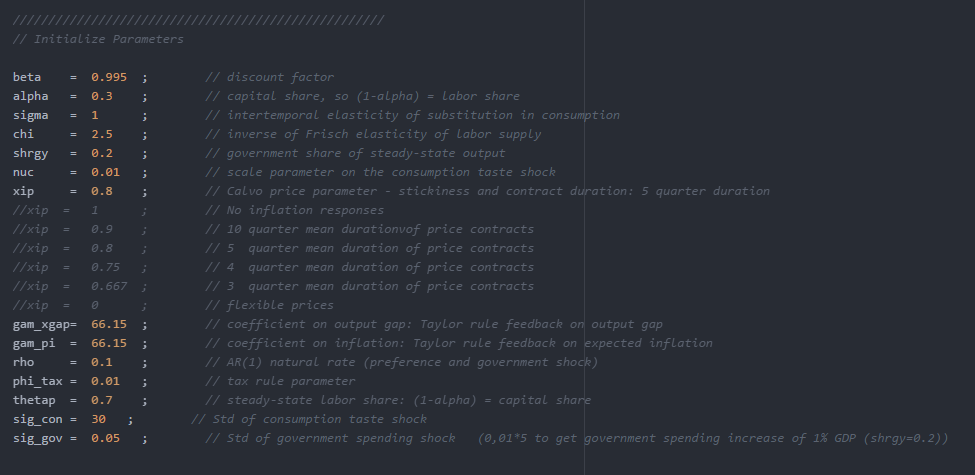 /////////////////////////////////////////////////////
// Initialize Parameters
beta    =  0.995  ;        // discount factor
alpha   =  0.3    ;        // capital share, so (1-alpha) = labor share
sigma   =  1      ;        // intertemporal elasticity of substitution in consumption
chi     =  2.5    ;        // inverse of Frisch elasticity of labor supply
shrgy   =  0.2    ;        // government share of steady-state output
nuc     =  0.01   ;        // scale parameter on the consumption taste shock
xip     =  0.8    ;        // Calvo price parameter - stickiness and contract duration: 5 quarter duration
//xip  =   1      ;        // No inflation responses
//xip  =   0.9    ;        // 10 quarter mean durationvof price contracts
//xip  =   0.8    ;        // 5  quarter mean duration of price contracts
//xip  =   0.75   ;        // 4  quarter mean duration of price contracts
//xip  =   0.667  ;        // 3  quarter mean duration of price contracts
//xip  =   0      ;        // flexible prices
gam_xgap=  66.15  ;        // coefficient on output gap: Taylor rule feedback on output gap
gam_pi  =  66.15  ;        // coefficient on inflation: Taylor rule feedback on expected inflation
rho     =  0.1    ;        // AR(1) natural rate (preference and government shock)
phi_tax =  0.01   ;        // tax rule parameter
thetap  =  0.7    ;        // steady-state labor share: (1-alpha) = capital share
sig_con =  30   ;        // Std of consumption taste shock
sig_gov =  0.05   ;        // Std of government spending shock   (0,01*5 to get government spending increase of 1% GDP (shrgy=0.2))